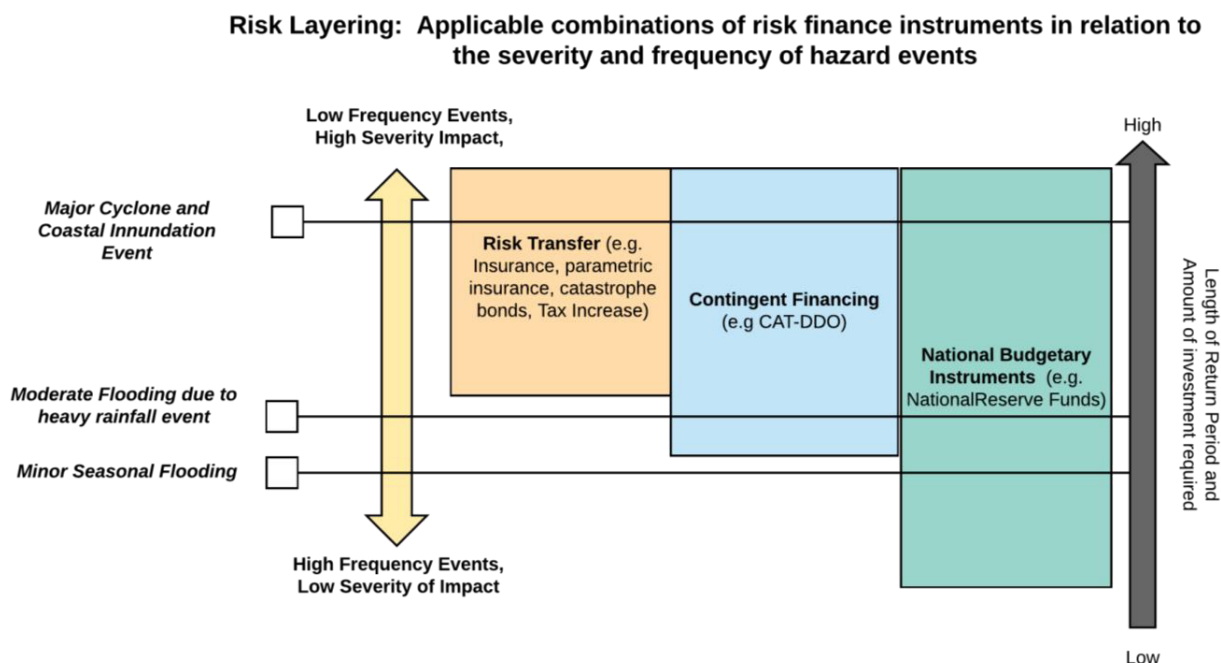 Risk Layering:  Applicable combinations of risk finance instruments in relation to
the severity and frequency of hazard events
Low Frequency Events,
High Severity Impact,
High
Major Cyclone and
Coastal Innundation
Event
Risk Transfer (e.g.
Insurance, parametric
insurance, catastrophe
bonds, Tax Increase)
Contingent Financing
(e.g CAT-DDO)
National Budgetary
Instruments  (e.g.
NationalReserve Funds)
Length of Return Period and
Amount of investment required
Moderate Flooding due to
heavy rainfall event
Minor Seasonal Flooding
High Frequency Events,
Low Severity of Impact
Low